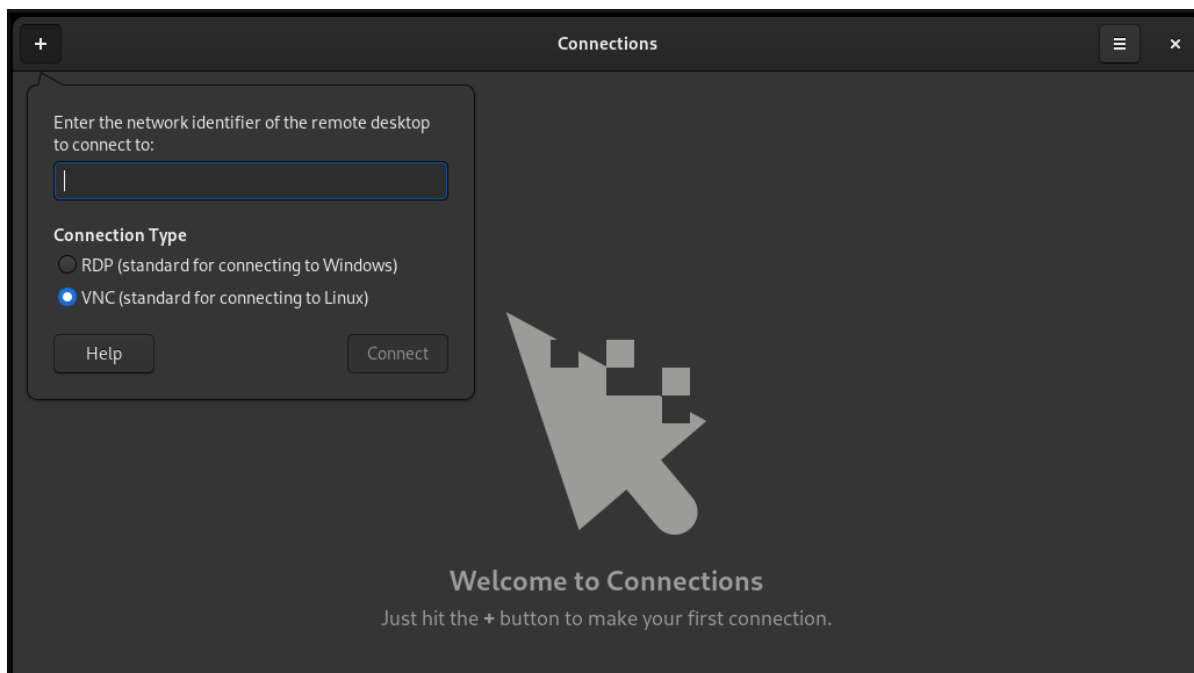 +
Connections
Enter the network identifier of the remote desktop
to connect to:
Connection Type
RDP (standard for connecting to Windows)
VNC (standard for connecting to Linux)
Help
Connect
Welcome to Connections
Just hit the + button to make your first connection.